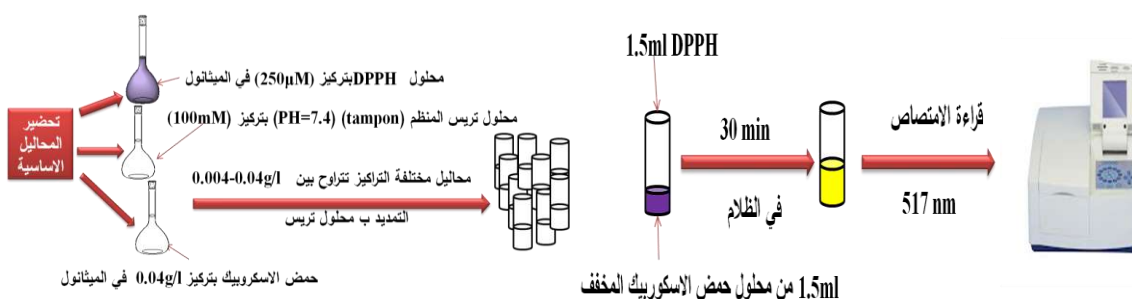 تحضير
المحاليل
الاساسية
محلول DPPHبتركيز (250µM) في الميثانول
محلول تريس المنظم (tampon) (PH=7.4) بتركيز (100mM)
محاليل مختلفة التراكيز تتراوح بين 0.004-0.04g/l
التمديد ب محلول تريس
حمض الاسكروبيك بتركيز 0.04g/l في الميثانول
1.5ml DPPH
30 min
في الظلام
1.5ml من محلول حمض الاسكوربيك المخفف
قراءة الامتصاص
517 nm